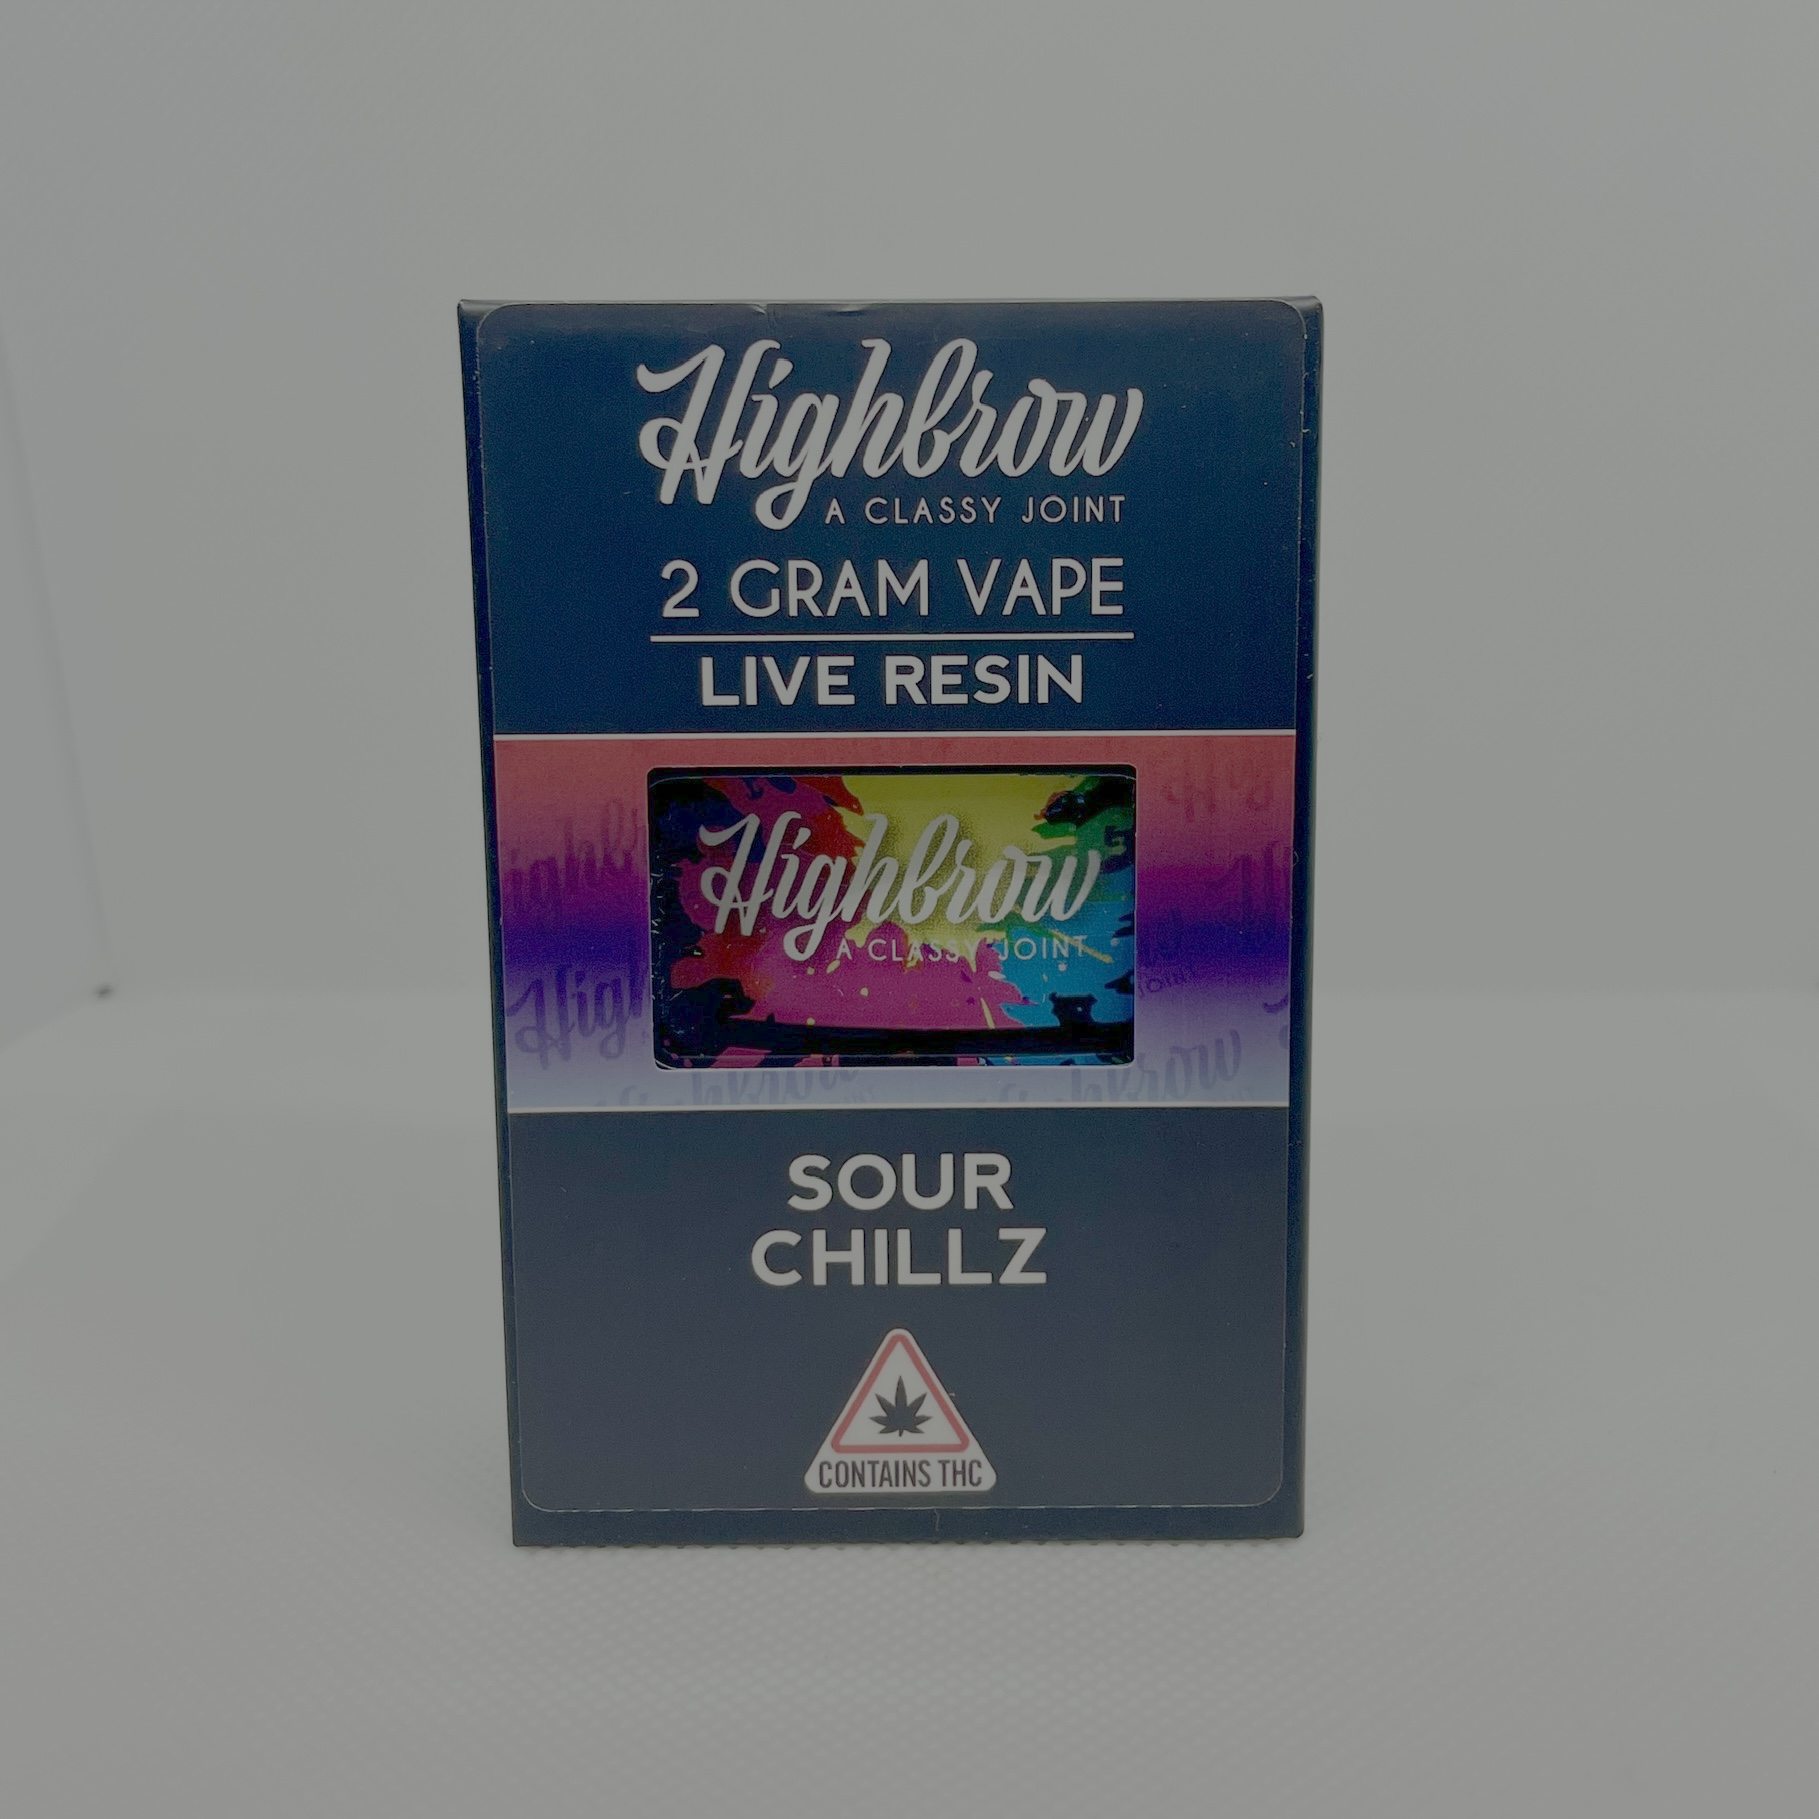 Highbrow
A CLASSY JOINT
2 GRAM VAPE
LIVE RESIN
Highbrow
A CLASSY JOINT
SOUR
CHILLZ
CONTAINS THC